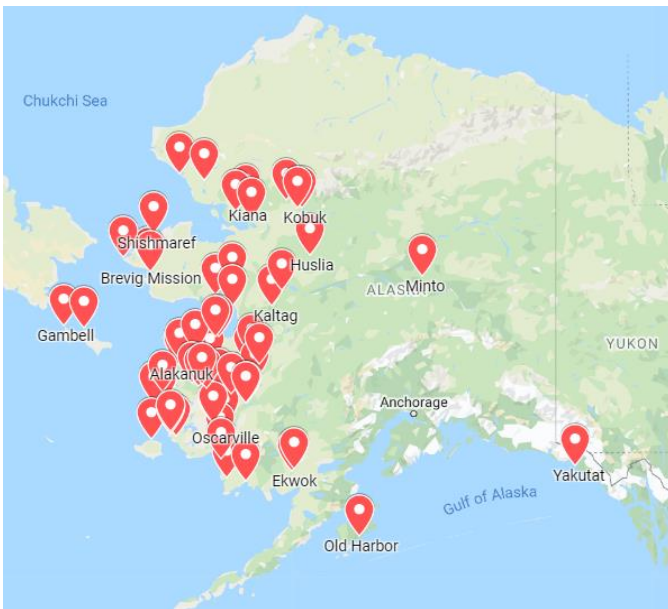 Chukchi Sea
Kiana
Kobuk
Shishmaref
Huslia
Brevig Mission
Minto
ALASKA
Kaltag
Gambell
YUKON
Alakanuk
Anchorage
Oscarville
Ekwok
Yakutat
Gulf of Alaska
Old Harbor